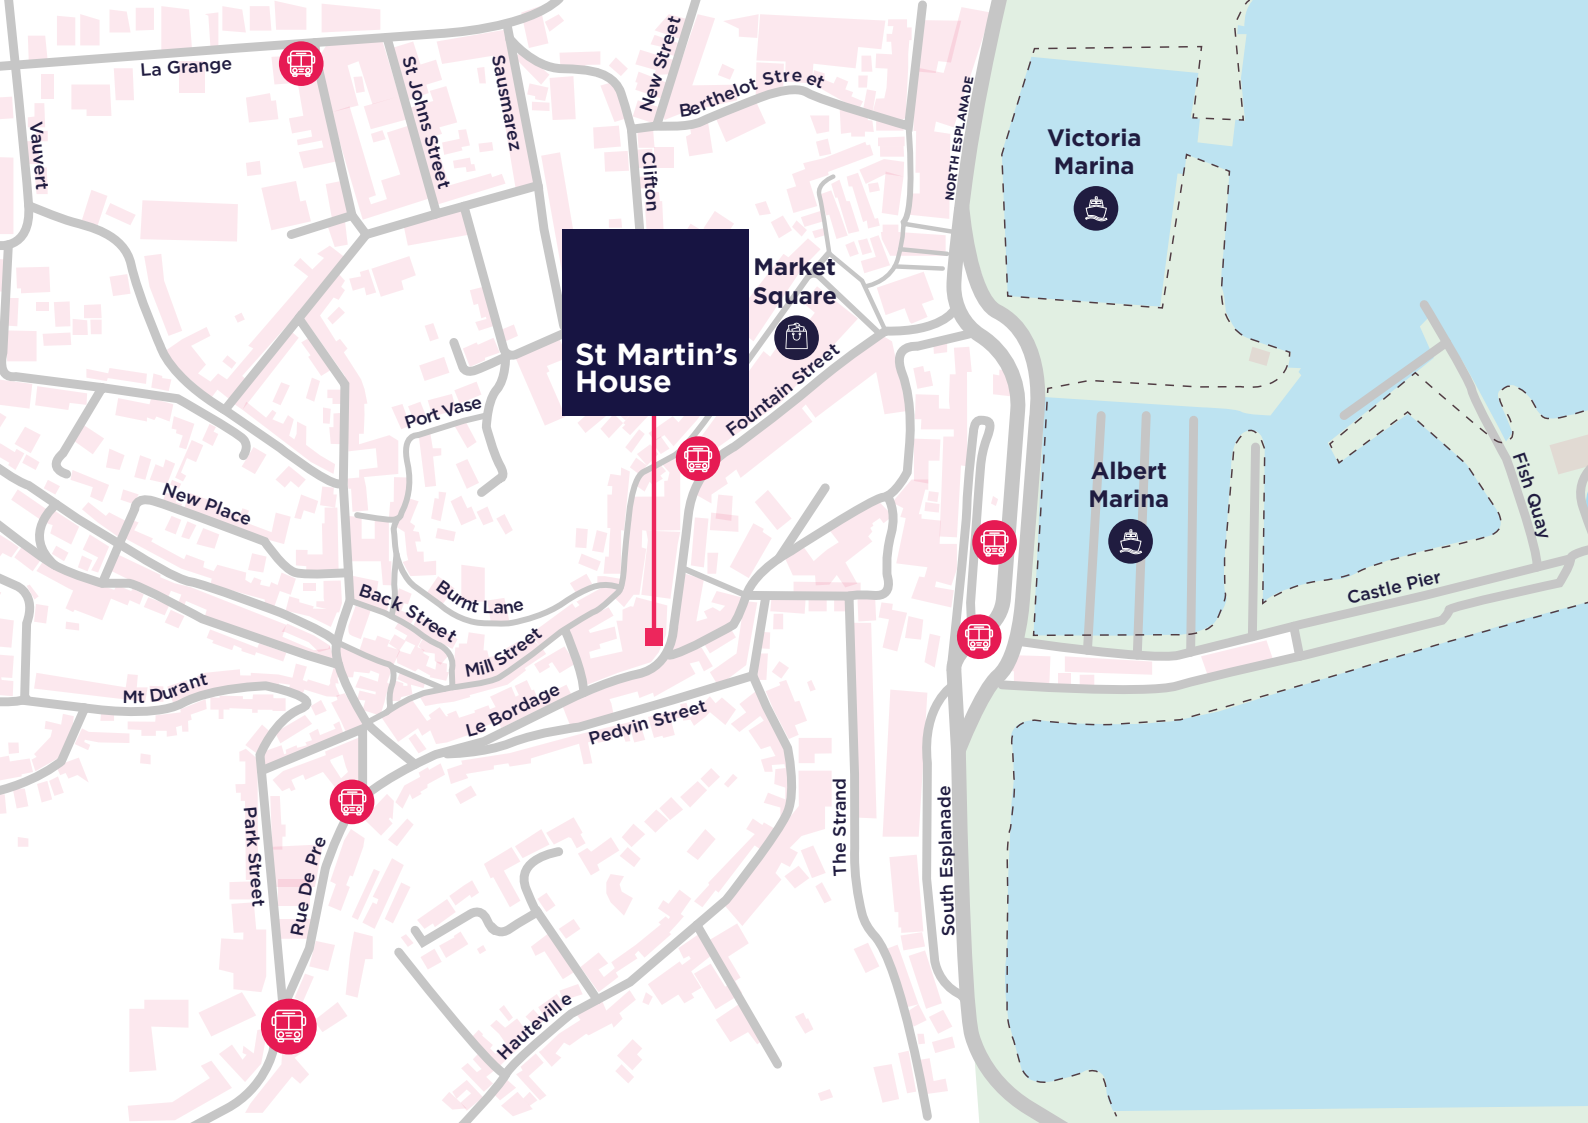 La Grange
Vauvert
St Johns Street
Sausmarez
New Street
Berthelot Street
Clifton
NORTH ESPLANADE
Victoria
Marina
Market
Square
St Martin's
House
Fountain Street
Port Vase
New Place
Albert
Marina
Fish Quay
Castle Pier
Burnt Lane
Back Street
Mill Street
Mt Durant
Le Bordage
Pedvin Street
Park Street
Rue De Pre
The Strand
South Esplanade
Hauteville